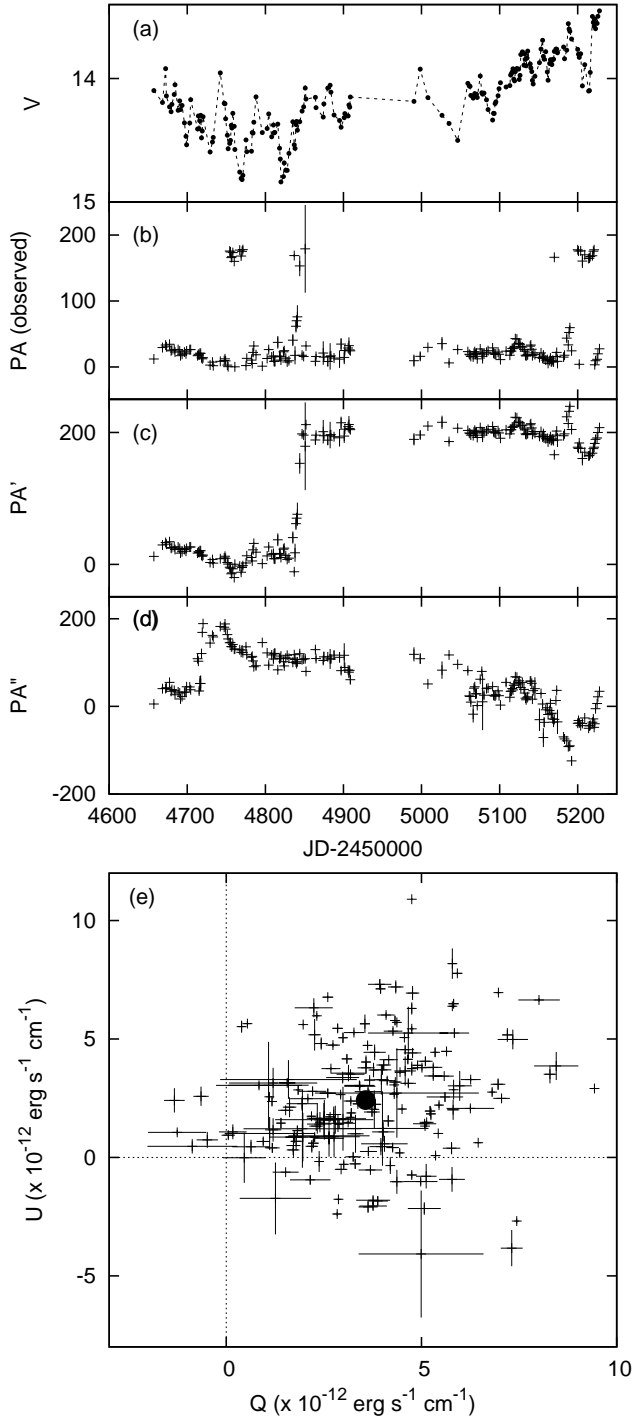 (a)
14
V
15
(b)
200
PA (observed)
100
0
(c)
200
PA'
0
(d)
200
PA"
0
-200
4600 4700 4800 4900 5000 5100 5200
JD-2450000
(e)
10
5
U (x 10^-12 erg s^-1 cm^-1)
0
-5
0 5 10
Q (x 10^-12 erg s^-1 cm^-1)